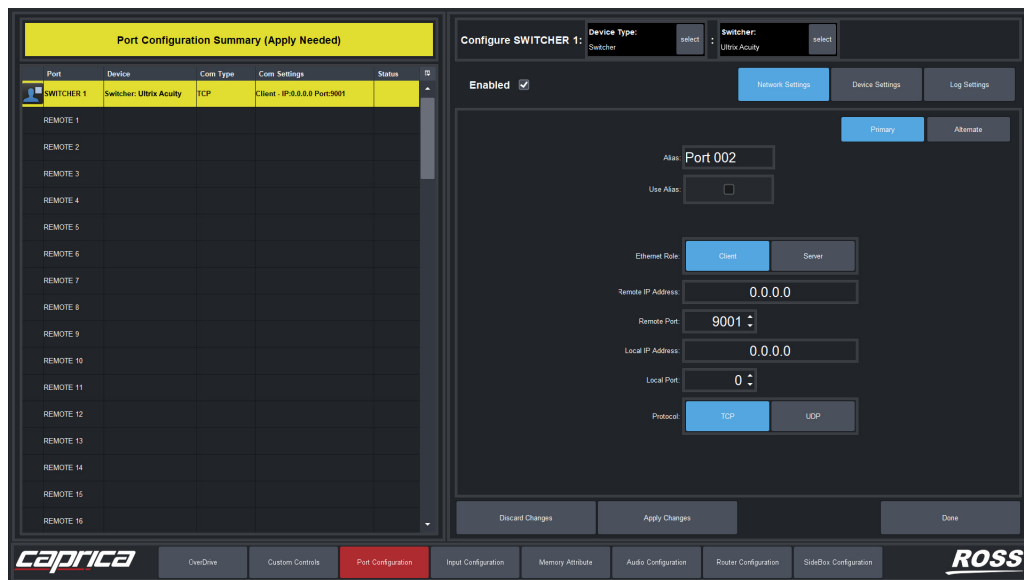 Port Configuration Summary (Apply Needed)
Port Device Com Type Com Settings Status
SWITCHER 1 Switcher: Ultrix Acuity TCP Client - IP:0.0.0.0 Port:9001
REMOTE 1
REMOTE 2
REMOTE 3
REMOTE 4
REMOTE 5
REMOTE 6
REMOTE 7
REMOTE 8
REMOTE 9
REMOTE 10
REMOTE 11
REMOTE 12
REMOTE 13
REMOTE 14
REMOTE 15
REMOTE 16
Configure SWITCHER 1: Device Type: Switcher select : Switcher: Ultrix Acuity select
Enabled Network Settings Device Settings Log Settings
Primary Alternate
Alias: Port 002
Use Alias:
Ethernet Role: Client Server
Remote IP Address: 0.0.0.0
Remote Port: 9001
Local IP Address: 0.0.0.0
Local Port: 0
Protocol: TCP UDP
Discard Changes Apply Changes Done
caprica OverDrive Custom Controls Port Configuration Input Configuration Memory Attribute Audio Configuration Router Configuration SideBox Configuration ROSS